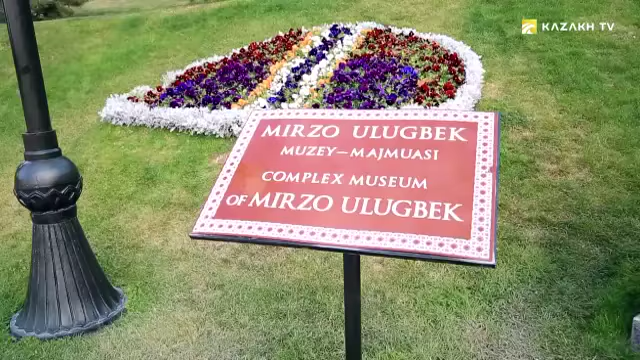 KAZAKH TV
MIRZO ULUGBEK
MUZEY-MAJMUASI
COMPLEX MUSEUM
OF MIRZO ULUGBEK